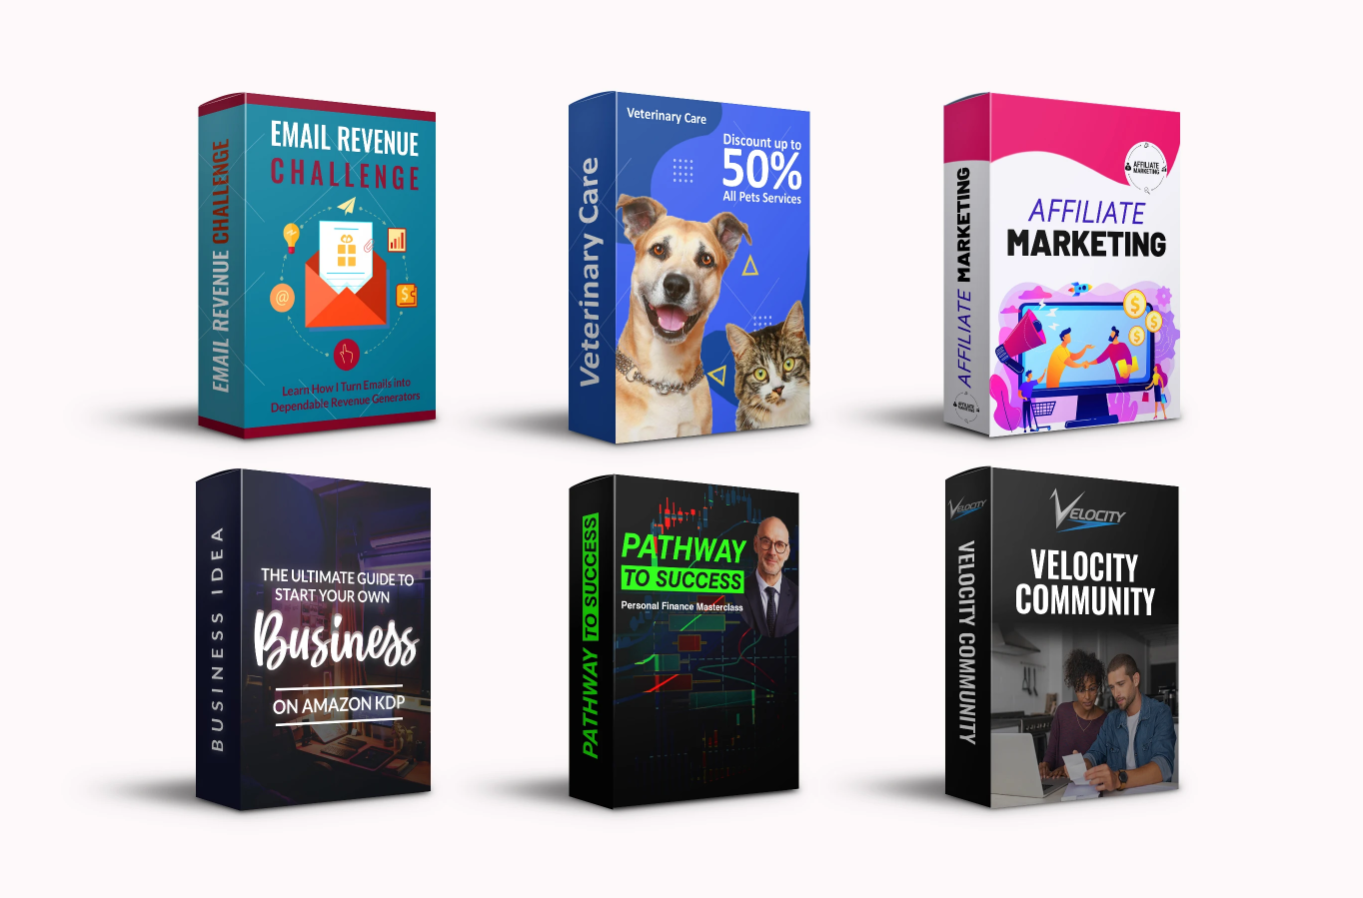 EMAIL REVENUE CHALLENGE
EMAIL REVENUE
CHALLENGE
@
$
Learn How I Turn Emails into
Dependable Revenue Generators
Veterinary Care
Veterinary Care
Discount up to
50%
All Pets Services
AFFILIATE MARKETING
AFFILIATE
MARKETING
AFFILIATE
MARKETING
$
$
$
AFFILIATE
MARKETING
BUSINESS IDEA
THE ULTIMATE GUIDE TO
START YOUR OWN
Business
ON AMAZON KDP
PATHWAY TO SUCCESS
PATHWAY
TO SUCCESS
Personal Finance Masterclass
VELOCITY
VELOCITY COMMUNITY
VELOCITY
VELOCITY
COMMUNITY